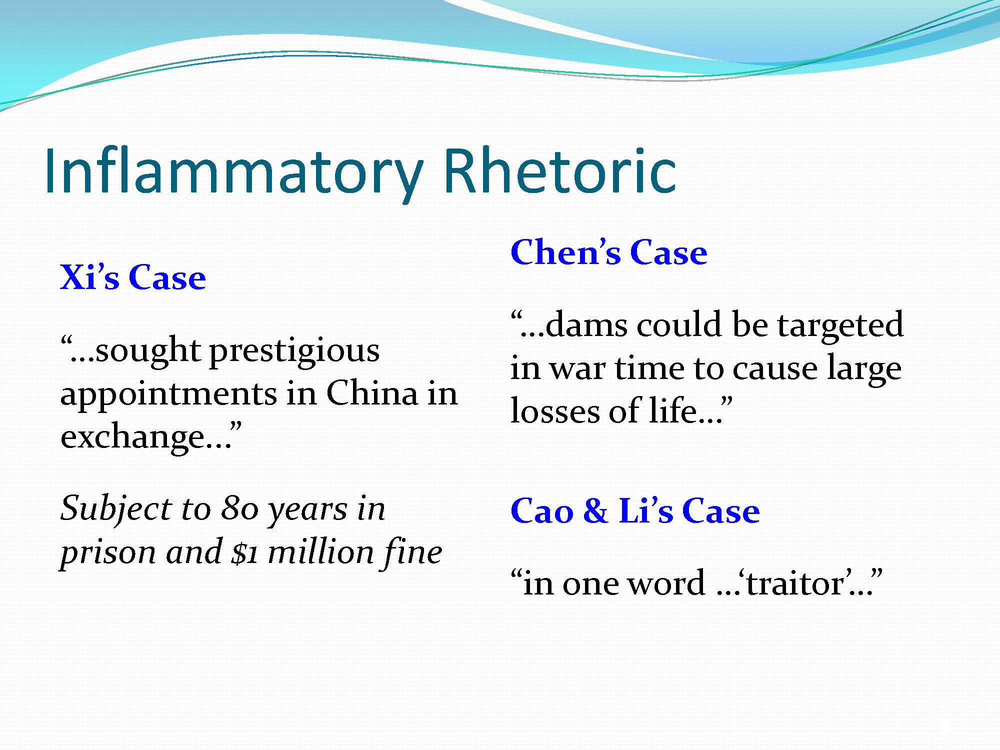 Inflammatory Rhetoric
Xi’s Case
“…sought prestigious
appointments in China in
exchange…”
Subject to 80 years in
prison and $1 million fine
Chen’s Case
“…dams could be targeted
in war time to cause large
losses of life…”
Cao & Li’s Case
“in one word …‘traitor’…”